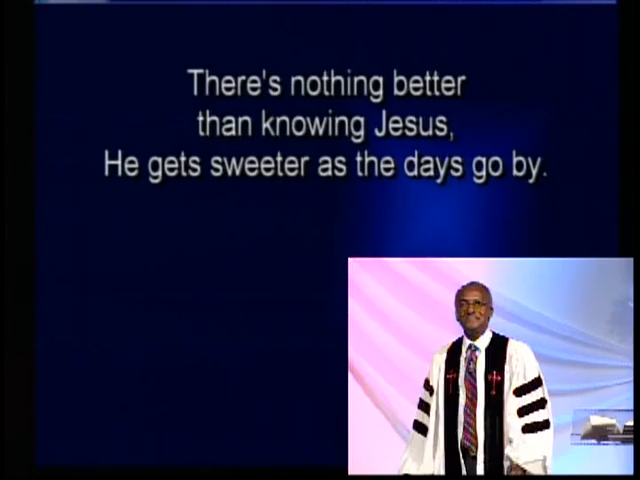 There's nothing better
than knowing Jesus,
He gets sweeter as the days go by.